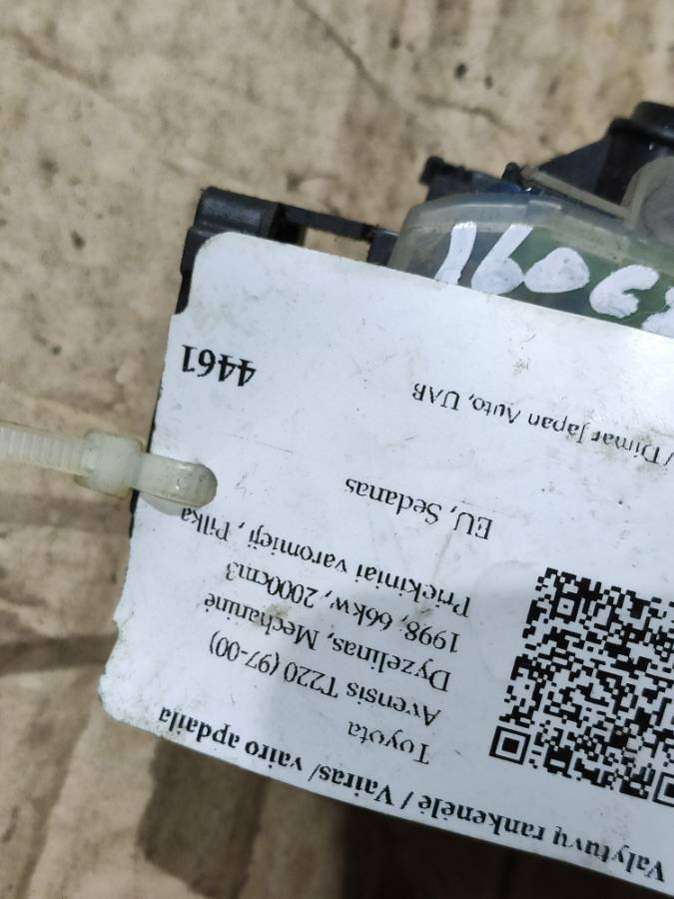 Valytuvų rankenėlė / Vairas/ vairo apdaila
Toyota
Avensis T220 (97-00)
Dyzelinas, Mechaninė
1998, 66kw, 2000cm3
Priekiniai varomieji, Pilka
EU, Sedanas
/ Dimar Japan Auto, UAB
4461